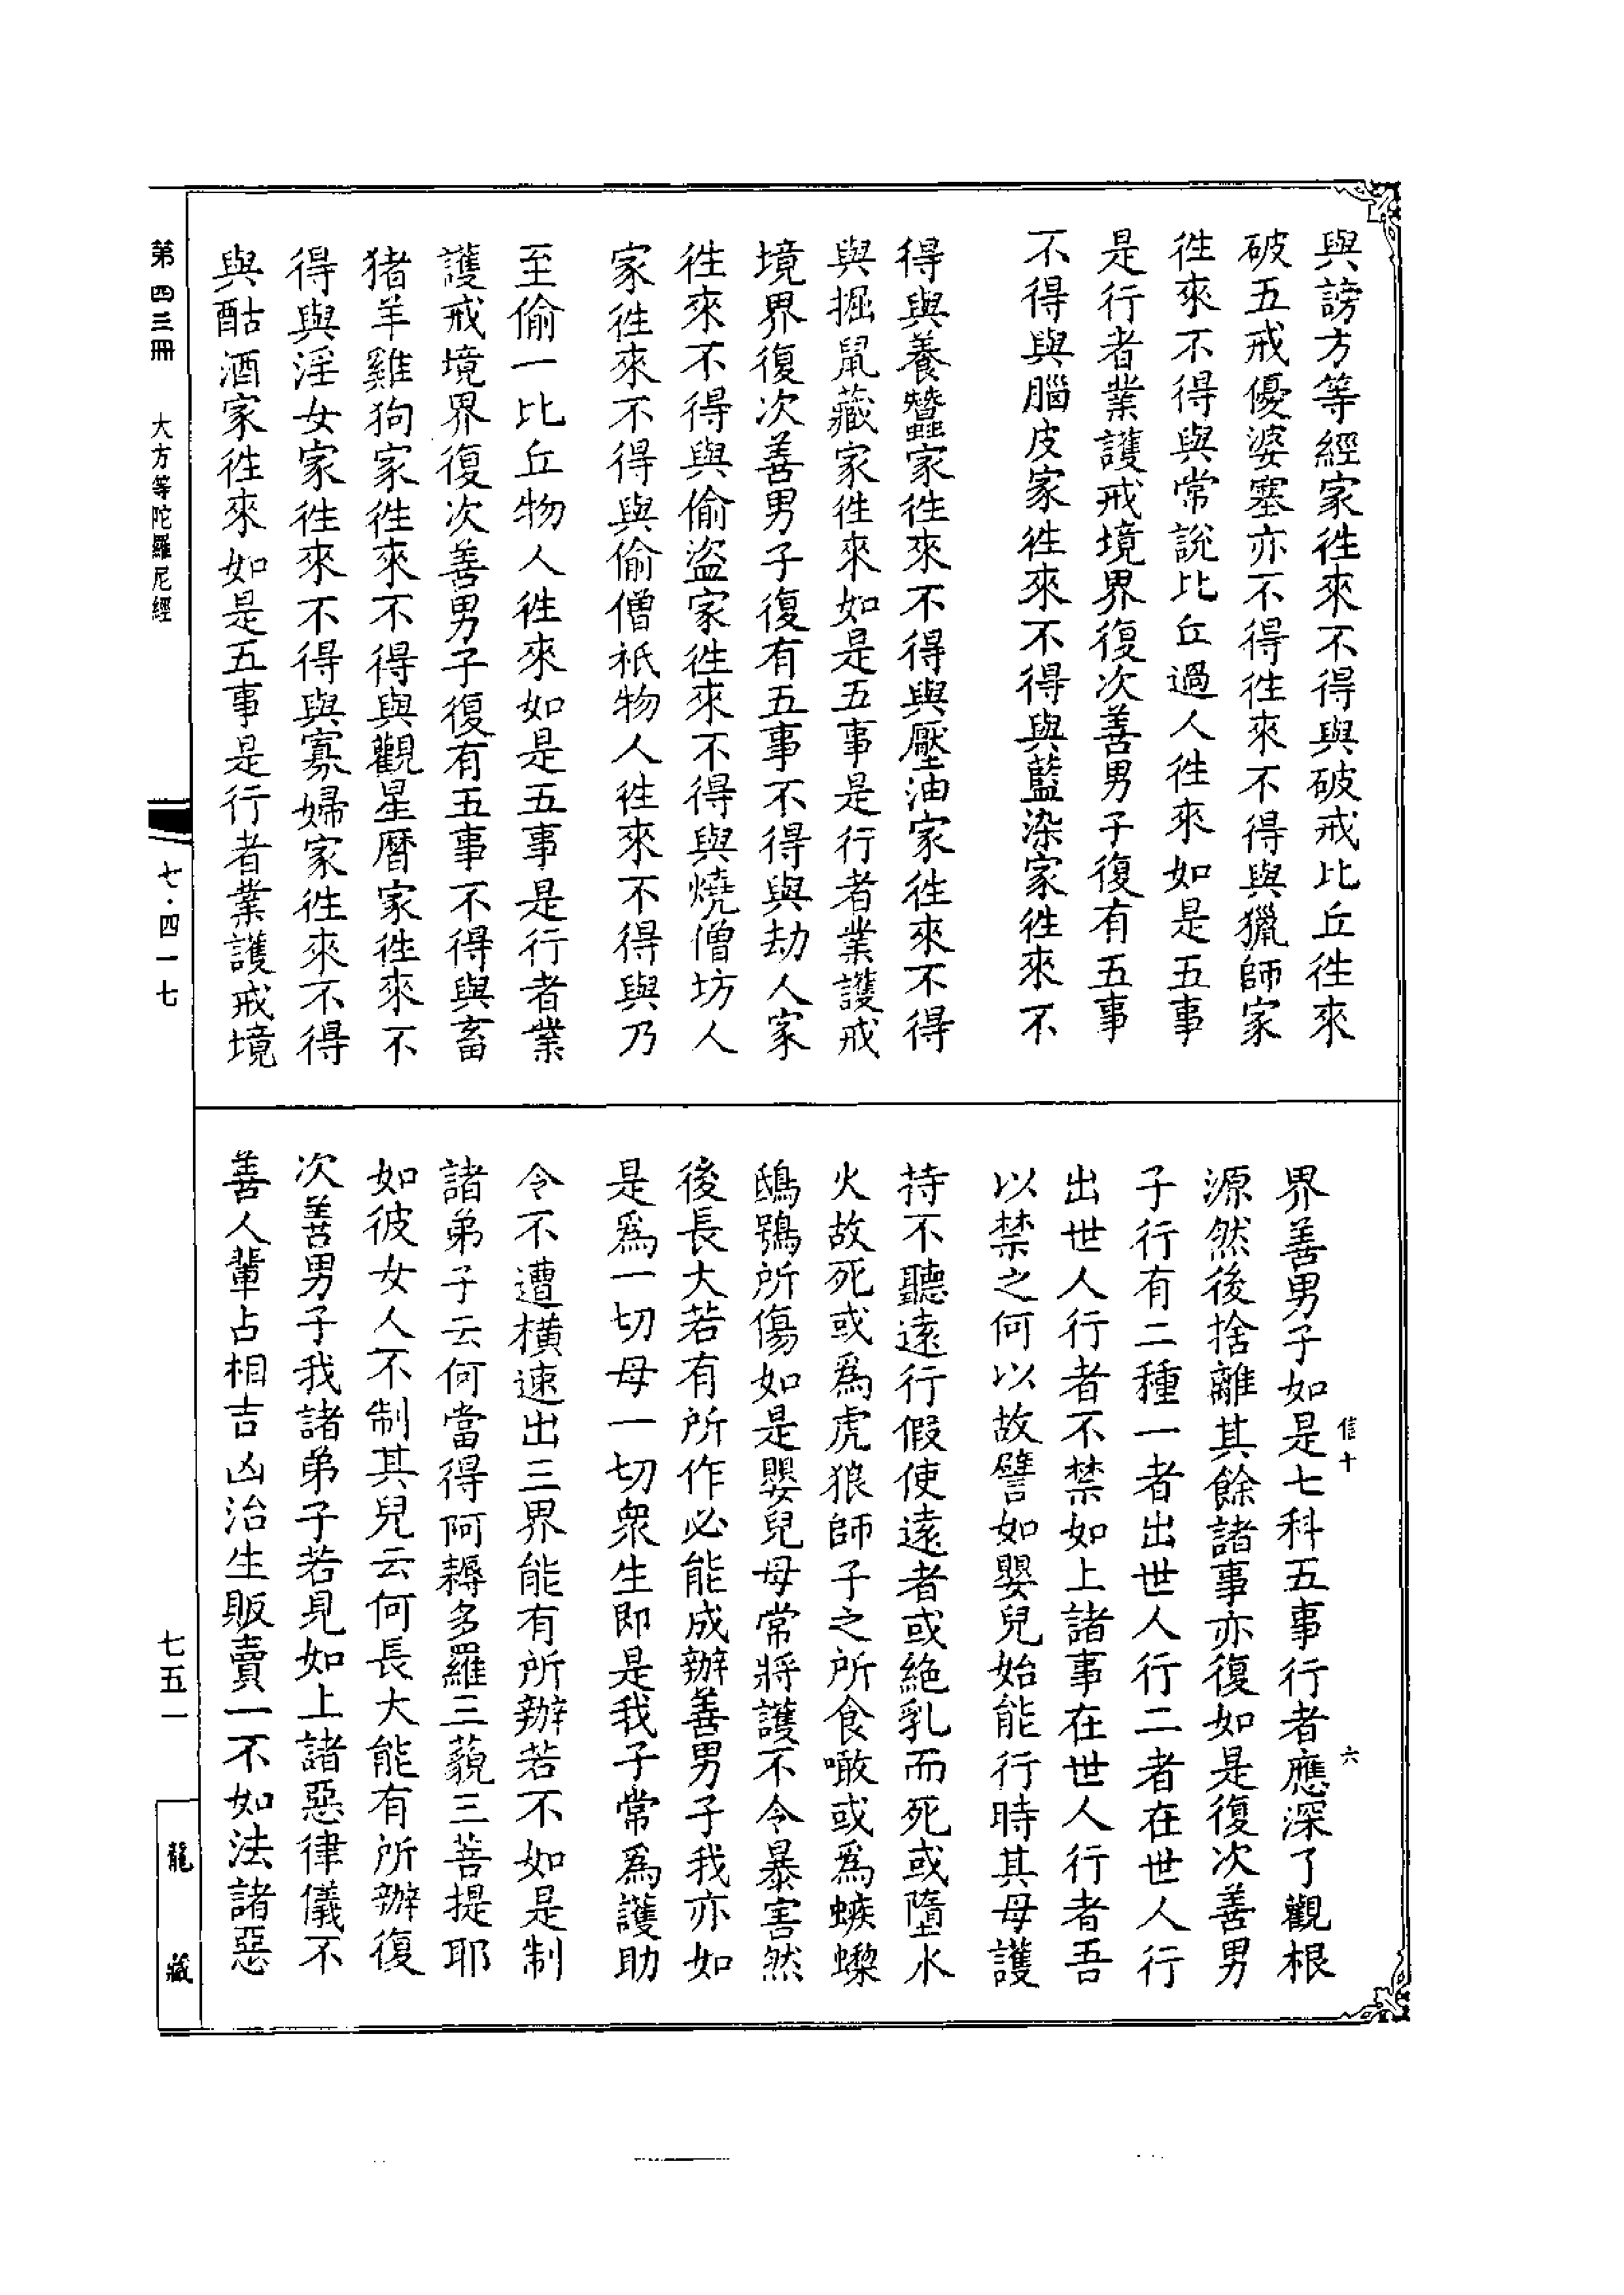 與謗方等經家徃來不得與破戒比丘徃來
破五戒優婆塞亦不得徃來不得與獵師家
徃來不得與常說比丘過人徃來如是五事
是行者業護戒境界復次善男子復有五事
不得與腦皮家徃來不得與藍染家徃來不
得與養蠶家徃來不得與壓油家徃來不得
與掘鼠藏家徃來如是五事是行者業護戒
境界復次善男子復有五事不得與劫人家
徃來不得與偷盜家徃來不得與燒僧坊人
家徃來不得與偷僧祇物人徃來不得與乃
至偷一比丘物人徃來如是五事是行者業
護戒境界復次善男子復有五事不得與畜
猪羊雞狗家徃來不得與觀星曆家徃來不
得與淫女家徃來不得與寡婦家徃來不得
與酤酒家徃來如是五事是行者業護戒境
界善男子如是七科五事行者應深了觀根
源然後捨離其餘諸事亦復如是復次善男
子行有二種一者出世人行二者在世人行
出世人行者不禁如上諸事在世人行者吾
以禁之何以故譬如嬰兒始能行時其母護
持不聽遠行假使遠者或絶乳而死或墮水
火故死或爲虎狼師子之所食噉或爲蝮蠍
鵄鴞所傷如是嬰兒母常將護不令暴害然
後長大若有所作必能成辦善男子我亦如
是爲一切母一切衆生即是我子常爲護助
令不遭橫速出三界能有所辦若不如是制
諸弟子云何當得阿耨多羅三藐三菩提耶
如彼女人不制其兒云何長大能有所辦復
次善男子我諸弟子若見如上諸惡律儀不
善人輩占相吉凶治生販賣一不如法諸惡
信十
六
第四三冊
大方等陀羅尼經
七·四一七
七五一
龍藏